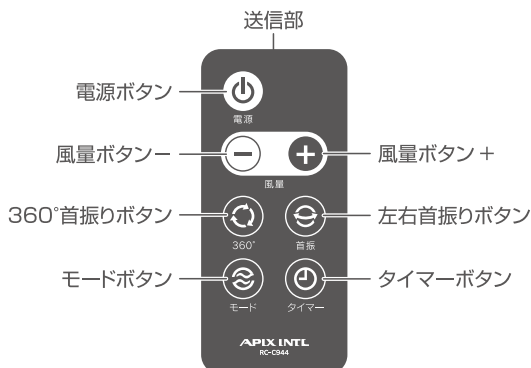 送信部
電源ボタン
電源
風量ボタンー
風量ボタン＋
風量
360°首振りボタン
左右首振りボタン
360°
首振
モードボタン
タイマーボタン
モード
タイマー
APIX INTL
RC-C944